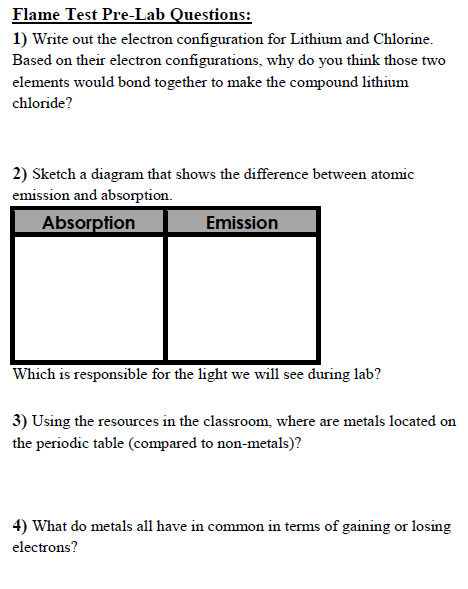 Flame Test Pre-Lab Questions:
1) Write out the electron configuration for Lithium and Chlorine.
Based on their electron configurations, why do you think those two
elements would bond together to make the compound lithium
chloride?
2) Sketch a diagram that shows the difference between atomic
emission and absorption.
Absorption Emission
Which is responsible for the light we will see during lab?
3) Using the resources in the classroom, where are metals located on
the periodic table (compared to non-metals)?
4) What do metals all have in common in terms of gaining or losing
electrons?